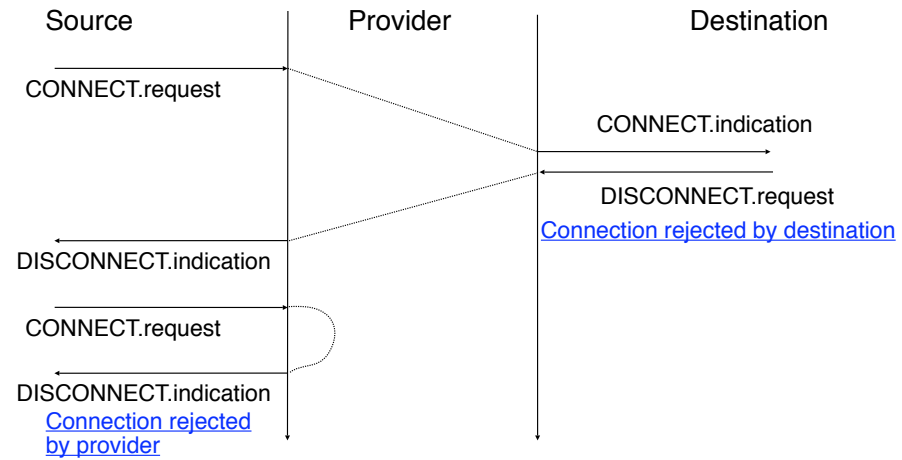 Source
Provider
Destination
CONNECT.request
CONNECT.indication
DISCONNECT.request
Connection rejected by destination
DISCONNECT.indication
CONNECT.request
DISCONNECT.indication
Connection rejected
by provider